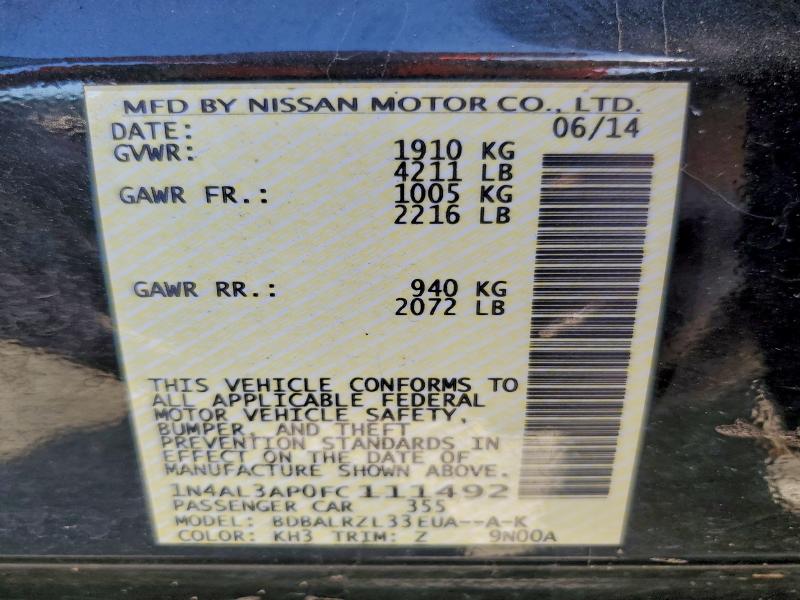 MFD BY NISSAN MOTOR CO., LTD.
DATE: 06/14
GVWR: 1910 KG
4211 LB
GAWR FR.: 1005 KG
2216 LB
GAWR RR.: 940 KG
2072 LB
THIS VEHICLE CONFORMS TO
ALL APPLICABLE FEDERAL
MOTOR VEHICLE SAFETY,
BUMPER, AND THEFT
PREVENTION STANDARDS IN
EFFECT ON THE DATE OF
MANUFACTURE SHOWN ABOVE.
1N4AL3AP0FC111492
PASSENGER CAR 355
MODEL: BDBALRZL33EUA--A-K
COLOR: KH3 TRIM: Z 9N00A